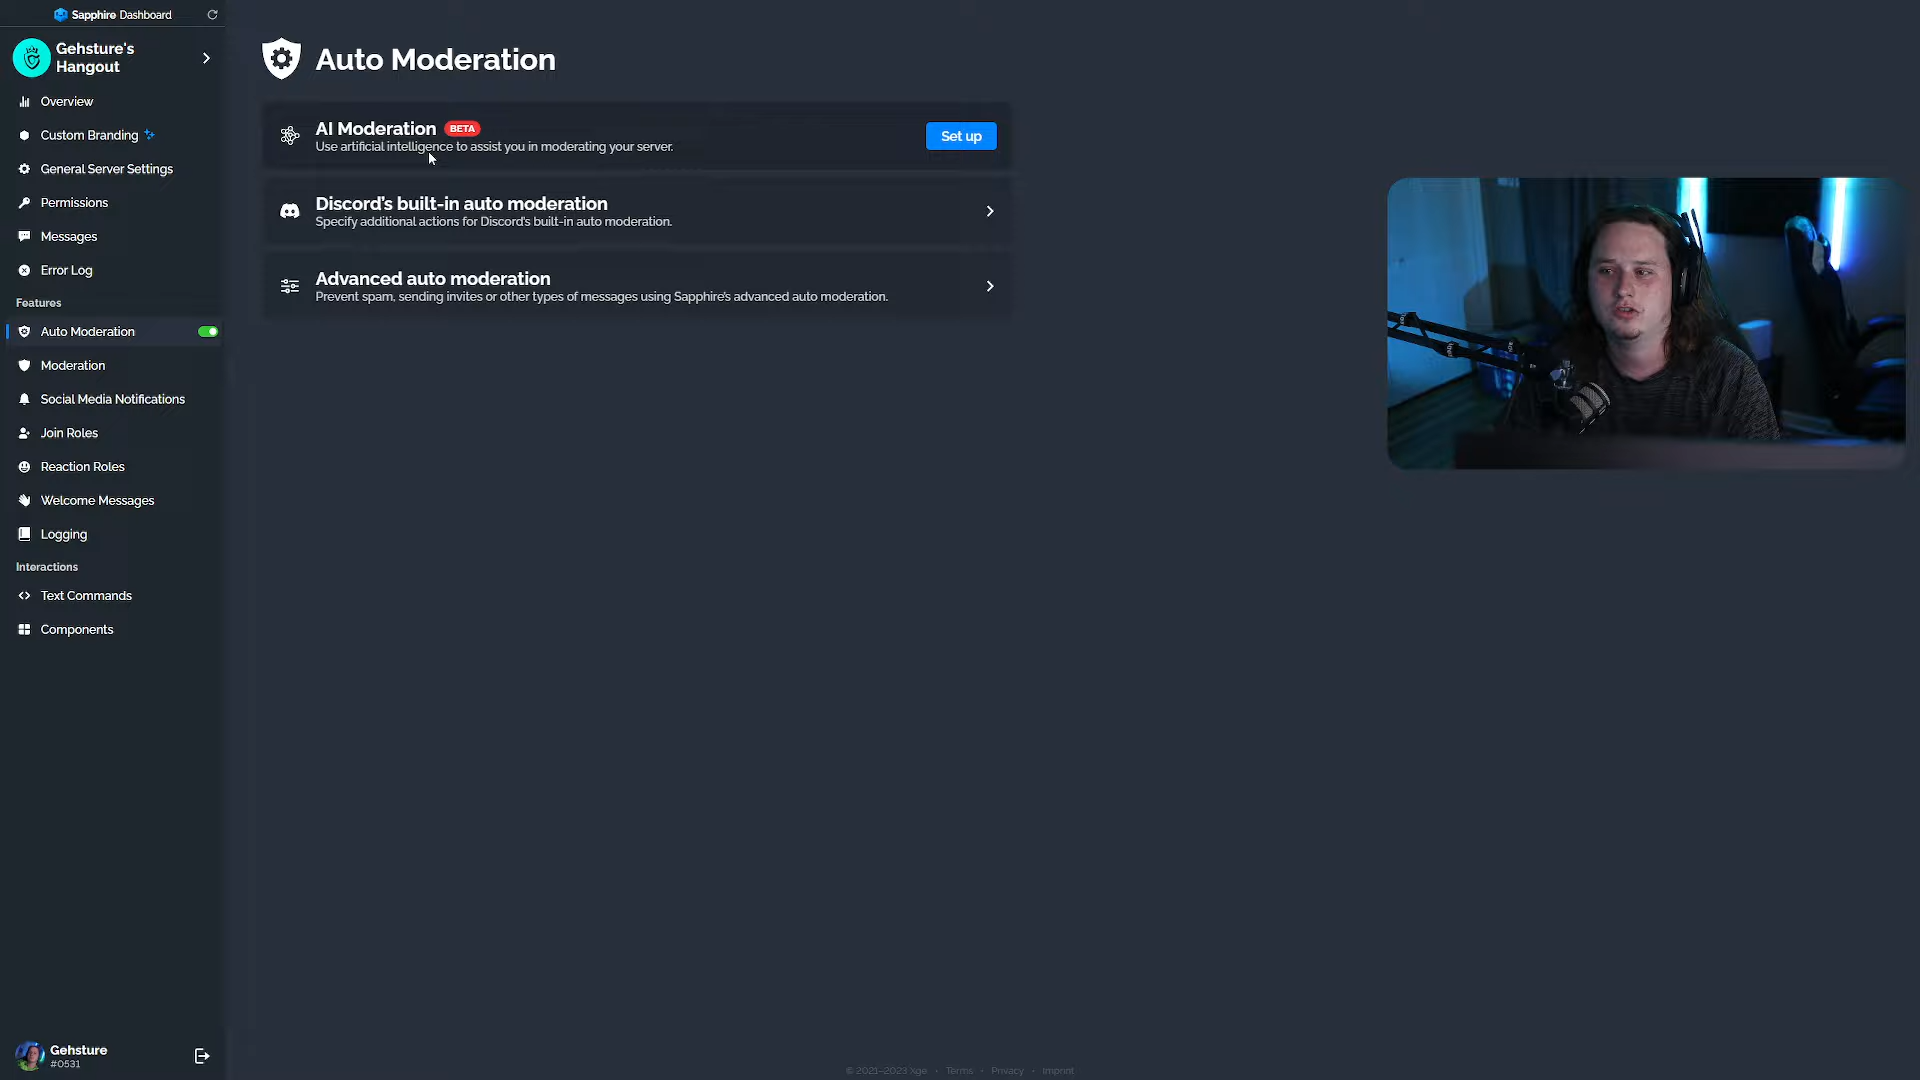 Sapphire Dashboard
Gehsture's
Hangout
Overview
Custom Branding
General Server Settings
Permissions
Messages
Error Log
Features
Auto Moderation
Moderation
Social Media Notifications
Join Roles
Reaction Roles
Welcome Messages
Logging
Interactions
Text Commands
Components
Gehsture
#0531
Auto Moderation
AI Moderation BETA
Use artificial intelligence to assist you in moderating your server.
Set up
Discord's built-in auto moderation
Specify additional actions for Discord's built-in auto moderation.
Advanced auto moderation
Prevent spam, sending invites or other types of messages using Sapphire's advanced auto moderation.
© 2021–2023 Xge • Terms • Privacy • Imprint